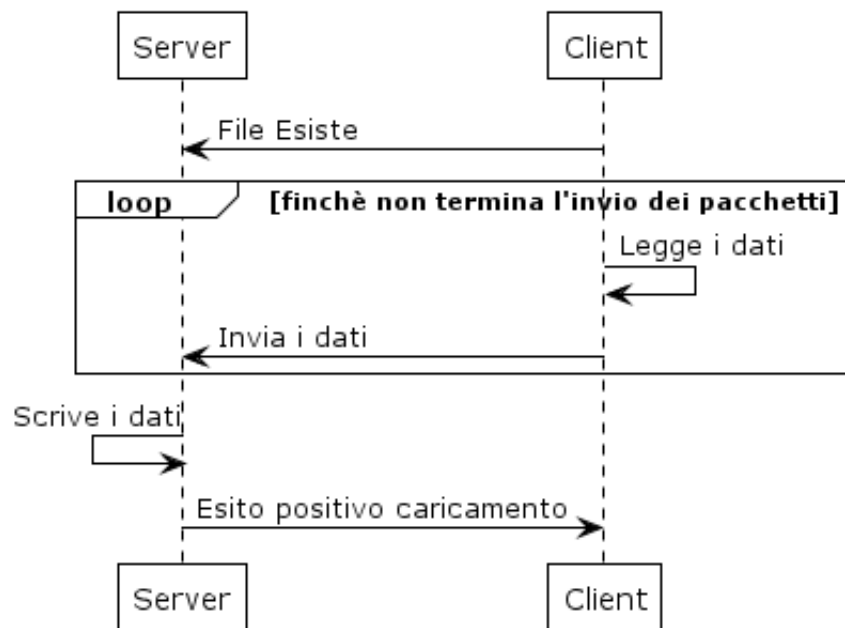 Server Client
File Esiste
loop [finchè non termina l'invio dei pacchetti]
Legge i dati
Invia i dati
Scrive i dati
Esito positivo caricamento
Server Client